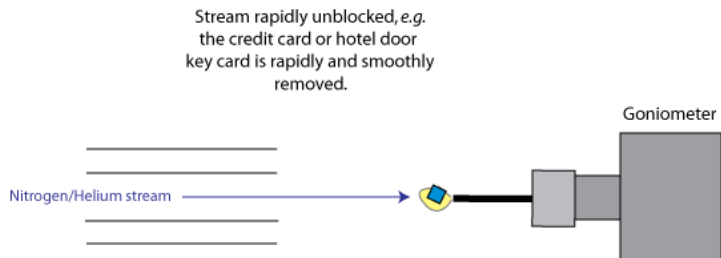 Stream rapidly unblocked, e.g.
the credit card or hotel door
key card is rapidly and smoothly
removed.
Goniometer
Nitrogen/Helium stream